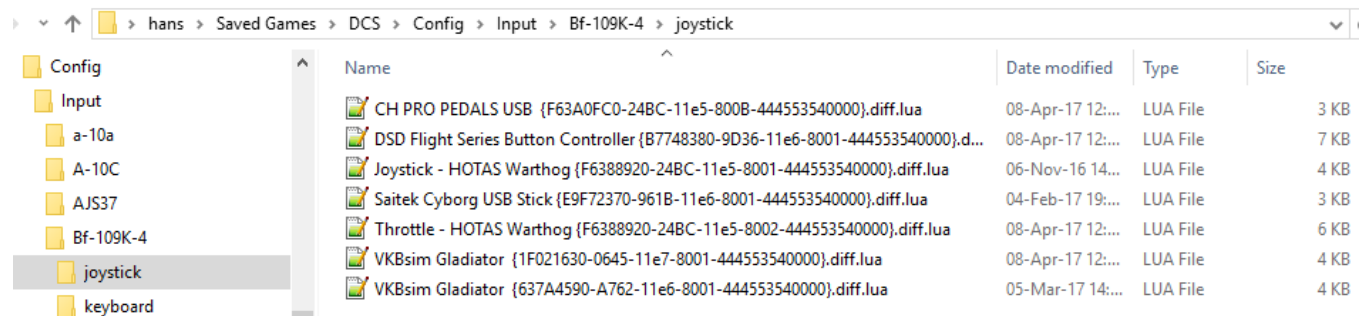 hans > Saved Games > DCS > Config > Input > Bf-109K-4 > joystick
Config
Input
a-10a
A-10C
AJS37
Bf-109K-4
joystick
keyboard
Name Date modified Type Size
CH PRO PEDALS USB {F63A0FC0-24BC-11e5-800B-444553540000}.diff.lua 08-Apr-17 12:... LUA File 3 KB
DSD Flight Series Button Controller {B7748380-9D36-11e6-8001-444553540000}.d... 08-Apr-17 12:... LUA File 7 KB
Joystick - HOTAS Warthog {F6388920-24BC-11e5-8001-444553540000}.diff.lua 06-Nov-16 14... LUA File 4 KB
Saitek Cyborg USB Stick {E9F72370-961B-11e6-8001-444553540000}.diff.lua 04-Feb-17 19:... LUA File 3 KB
Throttle - HOTAS Warthog {F6388920-24BC-11e5-8002-444553540000}.diff.lua 08-Apr-17 12:... LUA File 6 KB
VKBsim Gladiator {1F021630-0645-11e7-8001-444553540000}.diff.lua 08-Apr-17 12:... LUA File 4 KB
VKBsim Gladiator {637A4590-A762-11e6-8001-444553540000}.diff.lua 05-Mar-17 14:... LUA File 4 KB